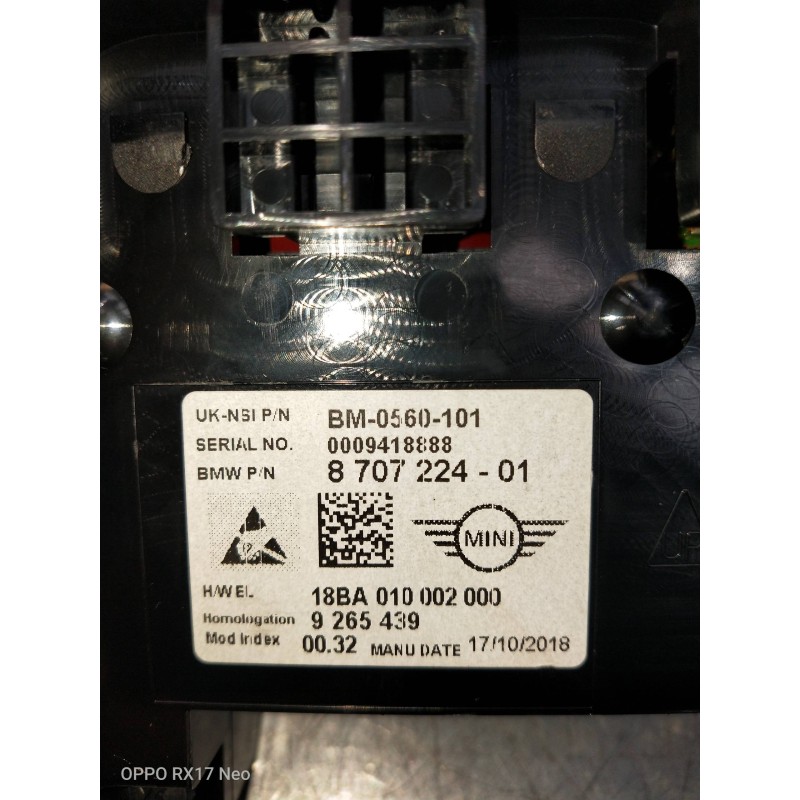 UK-NSI P/N BM-0560-101
SERIAL NO. 0009418888
BMW P/N 8 707 224 - 01
MINI
H/W EL 18BA 010 002 000
Homologation 9 265 439
Mod Index 00.32 MANU DATE 17/10/2018
OPPO RX17 Neo